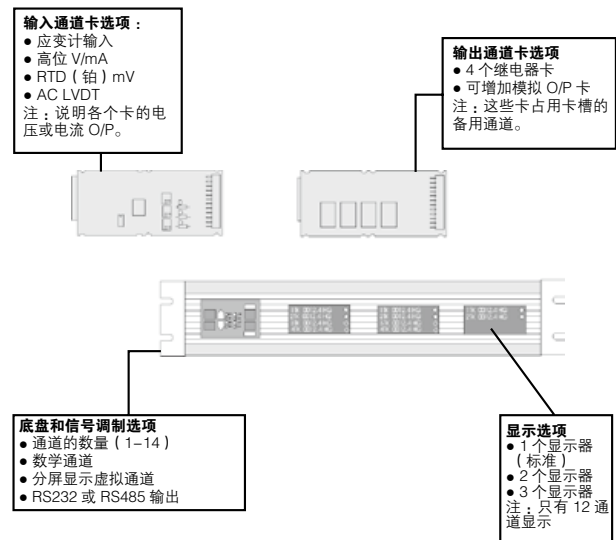 输入通道卡选项：
● 应变计输入
● 高位 V/mA
● RTD（铂）mV
● AC LVDT
注：说明各个卡的电
压或电流 O/P。
输出通道卡选项
● 4 个继电器卡
● 可增加模拟 O/P 卡
注：这些卡占用卡槽的
备用通道。
底盘和信号调制选项
● 通道的数量（1–14）
● 数学通道
● 分屏显示虚拟通道
● RS232 或 RS485 输出
显示选项
● 1 个显示器
（标准）
● 2 个显示器
● 3 个显示器
注：只有 12 通
道显示